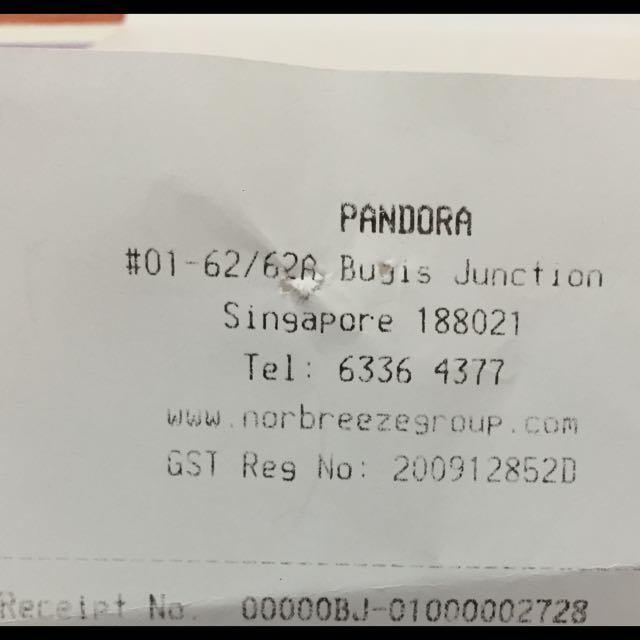 PANDORA
#01-62/62A Bugis Junction
Singapore 188021
Tel: 6336 4377
www.norbreezegroup.com
GST Reg No: 200912852D
Receipt No. 00000BJ-01000002728